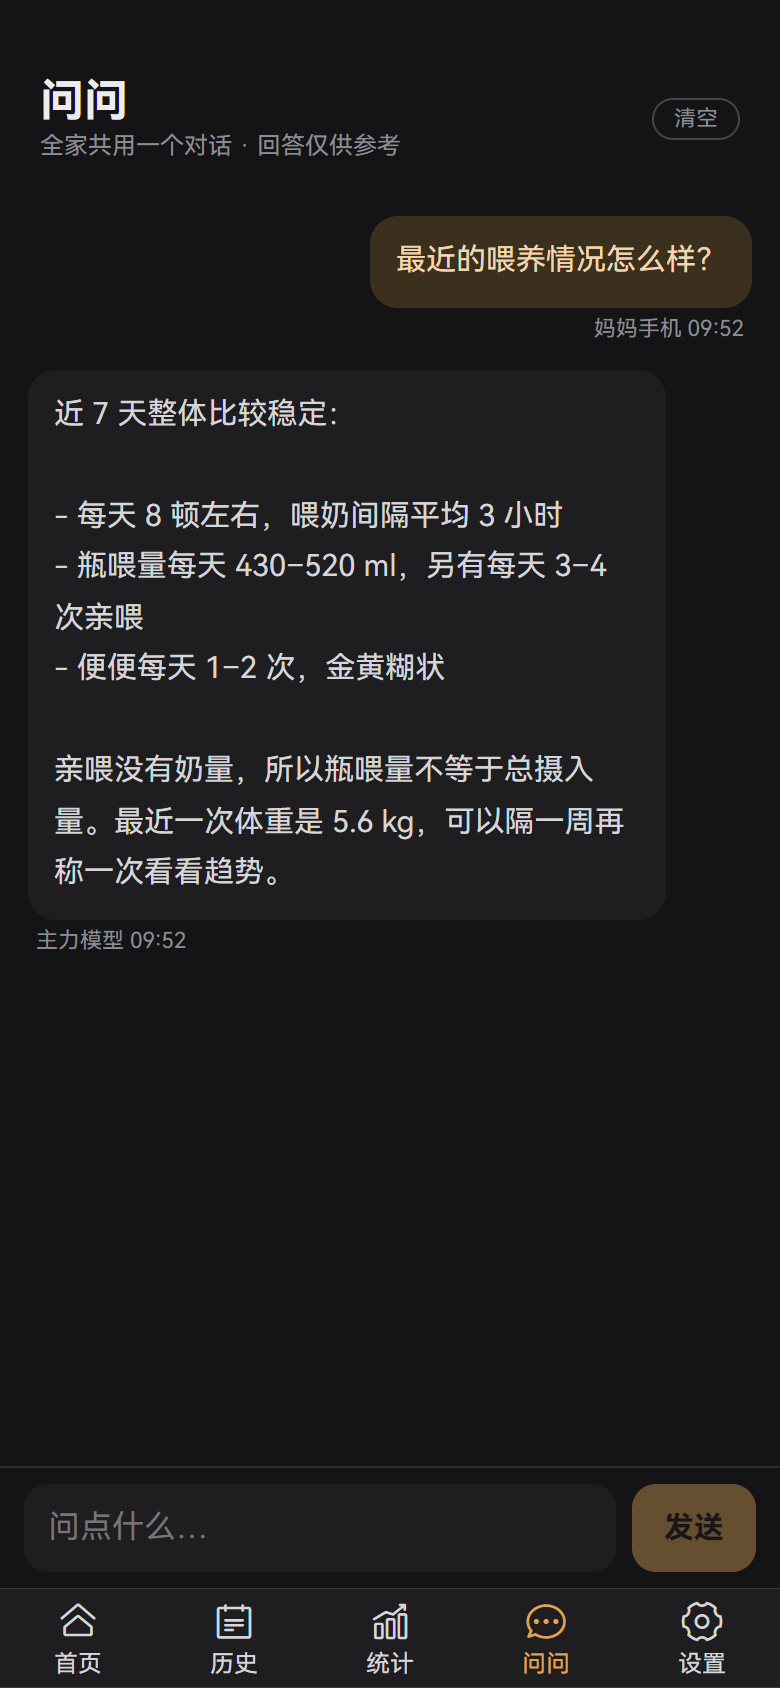 问问
全家共用一个对话 · 回答仅供参考
清空
最近的喂养情况怎么样？
妈妈手机 09:52
近 7 天整体比较稳定：
- 每天 8 顿左右，喂奶间隔平均 3 小时
- 瓶喂量每天 430–520 ml，另有每天 3–4
次亲喂
- 便便每天 1–2 次，金黄糊状
亲喂没有奶量，所以瓶喂量不等于总摄入
量。最近一次体重是 5.6 kg，可以隔一周再
称一次看看趋势。
主力模型 09:52
问点什么…
发送
首页
历史
统计
问问
设置